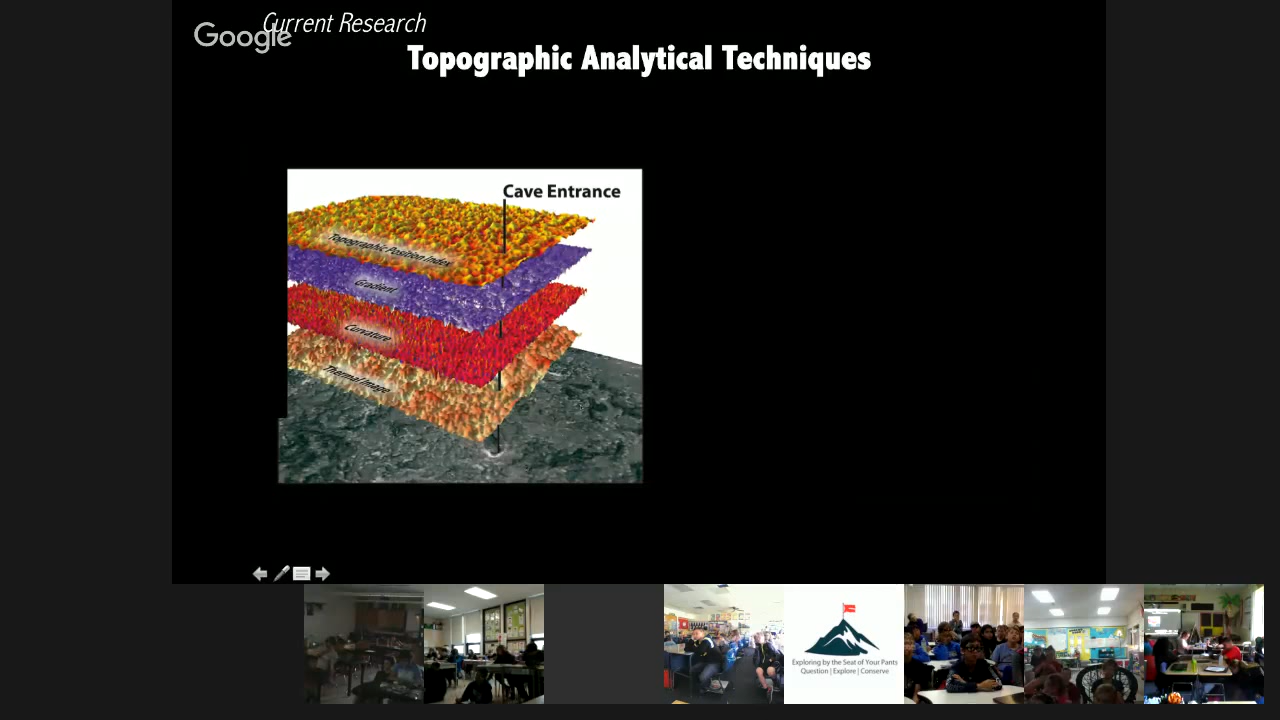 Current Research
Google
Topographic Analytical Techniques
Cave Entrance
Topographic Position Index
Gradient
Curvature
Thermal Image
Exploring by the Seat of Your Pants
Question | Explore | Conserve